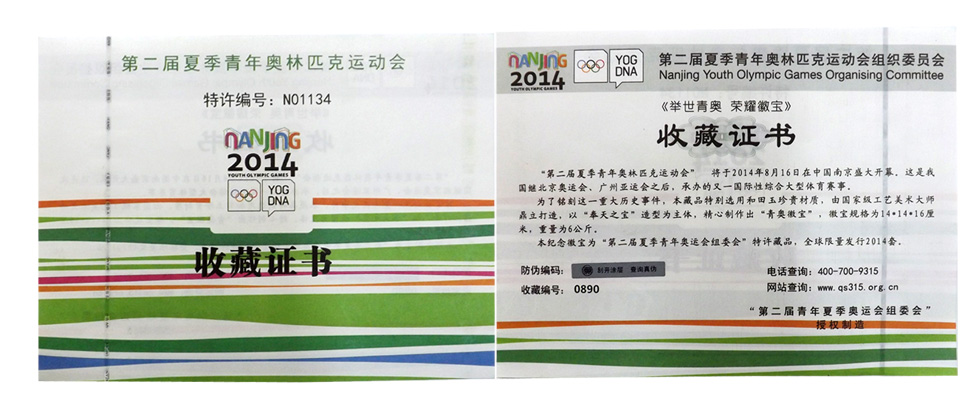 第二届夏季青年奥林匹克运动会
特许编号：N01134
NANJING
2014
YOUTH OLYMPIC GAMES
YOG
DNA
收藏证书
NANJING
2014
YOUTH OLYMPIC GAMES
YOG
DNA
第二届夏季青年奥林匹克运动会组织委员会
Nanjing Youth Olympic Games Organising Committee
《举世青奥 荣耀徽宝》
收藏证书
“第二届夏季青年奥林匹克运动会” 将于2014年8月16日在中国南京盛大开幕，这是我
国继北京奥运会、广州亚运会之后，承办的又一国际性综合大型体育赛事。
为了铭刻这一重大历史事件，本藏品特别选用和田玉珍贵材质，由国家级工艺美术大师
鼎立打造，以“奉天之宝”造型为主体，精心制作出“青奥徽宝”，徽宝规格为14*14*16厘
米，重量为6公斤。
本纪念徽宝为“第二届夏季青年奥运会组委会”特许藏品，全球限量发行2014套。
防伪编码： 刮开涂层 查询真伪
电话查询：400-700-9315
收藏编号：0890
网站查询：www.qs315.org.cn
“第二届青年夏季奥运会组委会”
授权制造